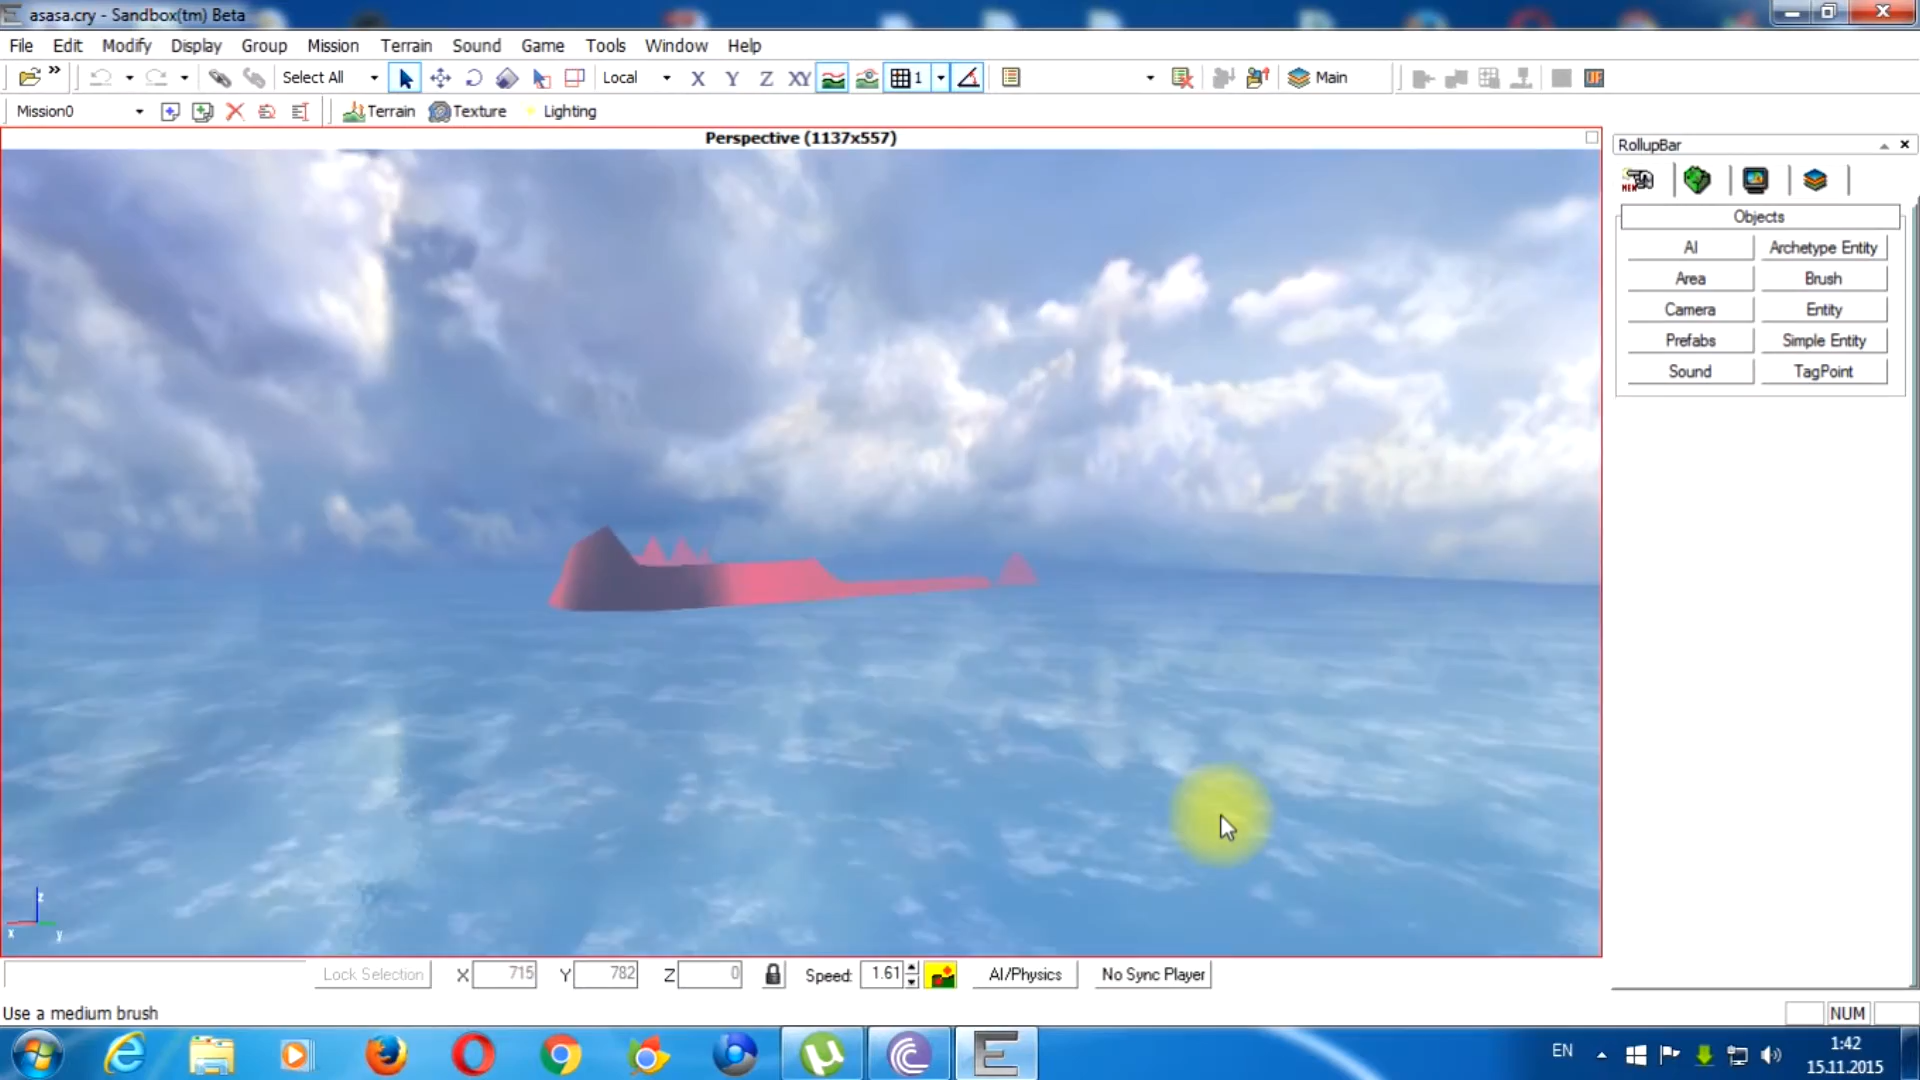 asasa.cry - Sandbox(tm) Beta
File Edit Modify Display Group Mission Terrain Sound Game Tools Window Help
Select All Local X Y Z XY 1 Main
Mission0 Terrain Texture Lighting
Perspective (1137x557)
RollupBar
NEW
Objects
AI Archetype Entity
Area Brush
Camera Entity
Prefabs Simple Entity
Sound TagPoint
z
x y
Lock Selection X 715 Y 782 Z 0 Speed: 1.61 AI/Physics No Sync Player
Use a medium brush NUM
EN 1:42
15.11.2015